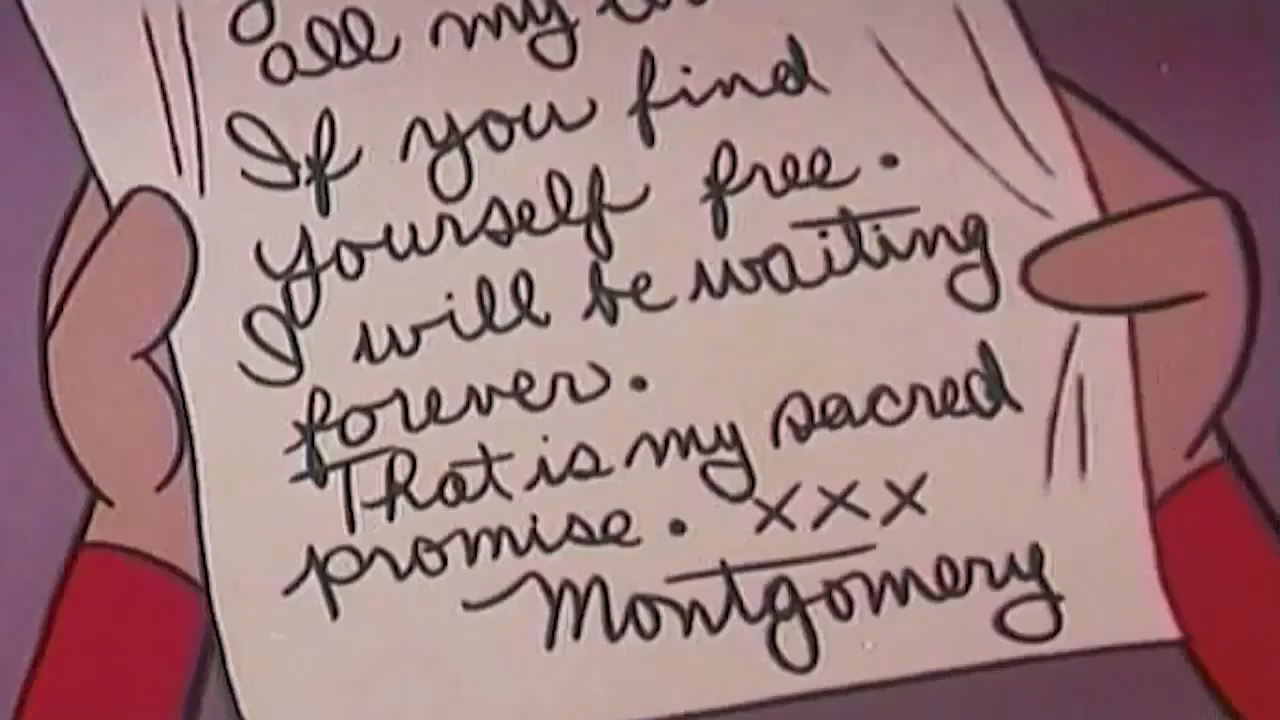 all my
If you find
yourself free.
I will be waiting
forever.
That is my sacred
promise. XXX
Montgomery